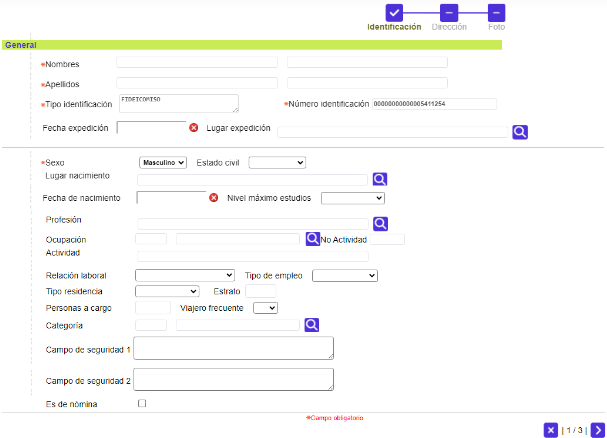 Identificación Dirección Foto
General
*Nombres
*Apellidos
*Tipo identificación FIDEICOMISO *Número identificación 00000000000005411254
Fecha expedición Lugar expedición
*Sexo Masculino Estado civil
Lugar nacimiento
Fecha de nacimiento Nivel máximo estudios
Profesión
Ocupación No Actividad
Actividad
Relación laboral Tipo de empleo
Tipo residencia Estrato
Personas a cargo Viajero frecuente
Categoría
Campo de seguridad 1
Campo de seguridad 2
Es de nómina
*Campo obligatorio
| 1 / 3 |